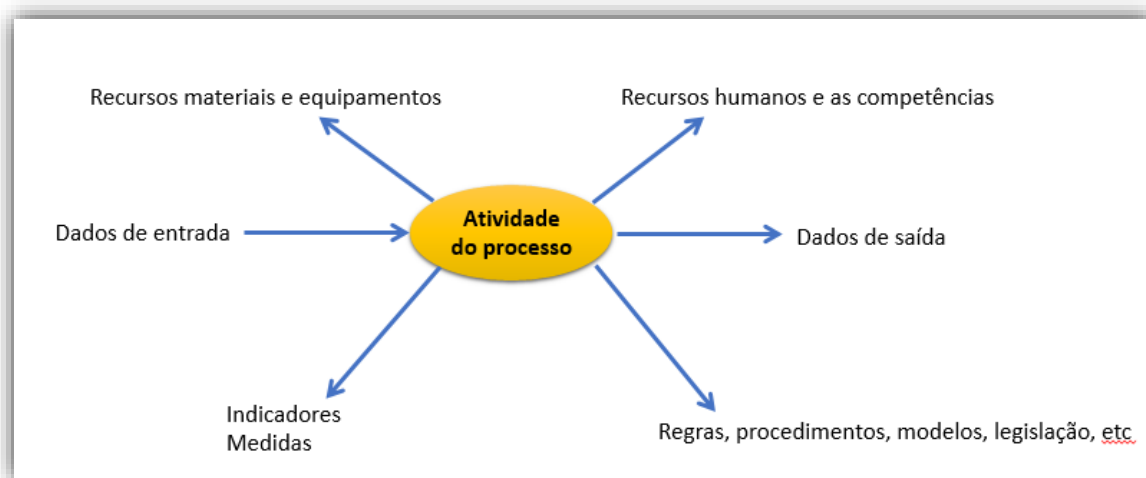 Recursos materiais e equipamentos
Recursos humanos e as competências
Dados de entrada
Atividade
do processo
Dados de saída
Indicadores
Medidas
Regras, procedimentos, modelos, legislação, etc